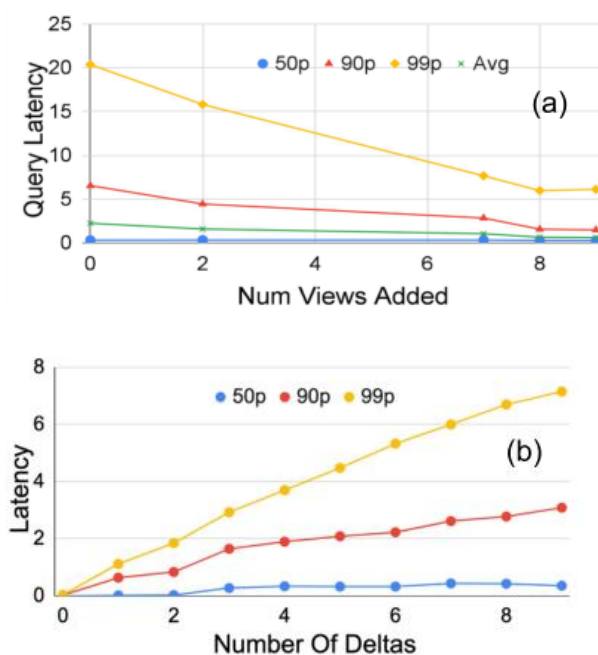 25
50p 90p 99p Avg
20
(a)
15
10
5
0
Query Latency
0 2 4 6 8
Num Views Added
8
50p 90p 99p
6
(b)
4
2
0
Latency
0 2 4 6 8
Number Of Deltas